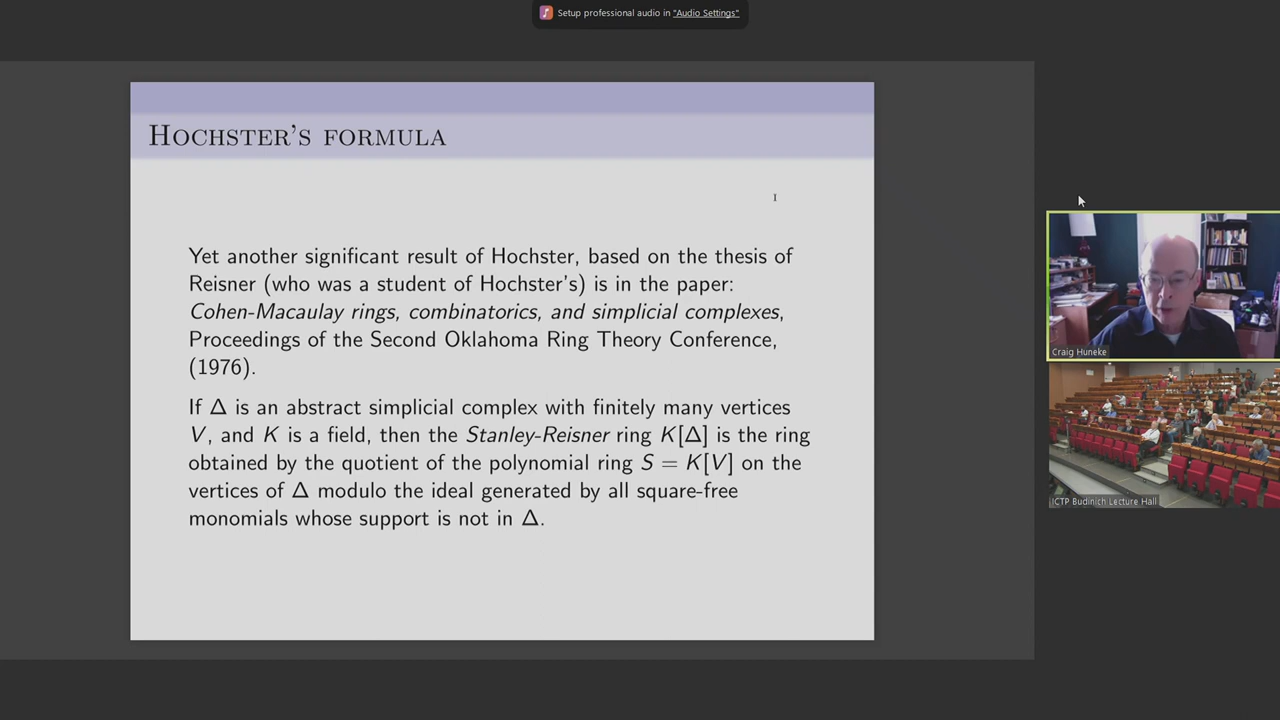 Setup professional audio in "Audio Settings"
HOCHSTER'S FORMULA
Yet another significant result of Hochster, based on the thesis of
Reisner (who was a student of Hochster's) is in the paper:
Cohen-Macaulay rings, combinatorics, and simplicial complexes,
Proceedings of the Second Oklahoma Ring Theory Conference,
(1976).
If Δ is an abstract simplicial complex with finitely many vertices
V, and K is a field, then the Stanley-Reisner ring K[Δ] is the ring
obtained by the quotient of the polynomial ring S = K[V] on the
vertices of Δ modulo the ideal generated by all square-free
monomials whose support is not in Δ.
Craig Huneke
ICTP Budinich Lecture Hall